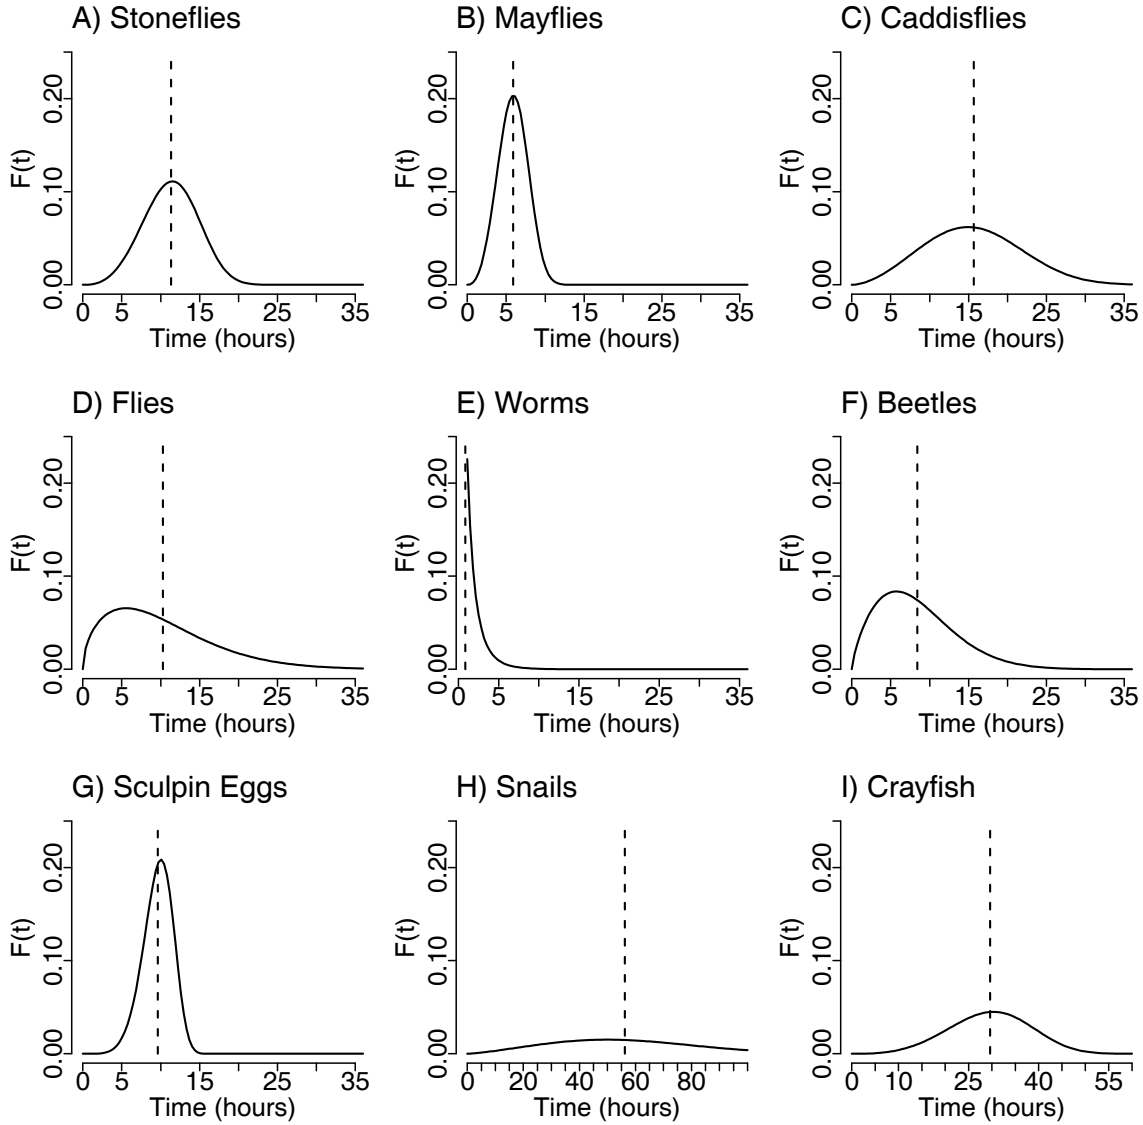 A) Stoneflies
B) Mayflies
C) Caddisflies
F(t)
0.00 0.10 0.20
0 5 15 25 35
Time (hours)
F(t)
0.00 0.10 0.20
0 5 15 25 35
Time (hours)
F(t)
0.00 0.10 0.20
0 5 15 25 35
Time (hours)
D) Flies
E) Worms
F) Beetles
F(t)
0.00 0.10 0.20
0 5 15 25 35
Time (hours)
F(t)
0.00 0.10 0.20
0 5 15 25 35
Time (hours)
F(t)
0.00 0.10 0.20
0 5 15 25 35
Time (hours)
G) Sculpin Eggs
H) Snails
I) Crayfish
F(t)
0.00 0.10 0.20
0 5 15 25 35
Time (hours)
F(t)
0.00 0.10 0.20
0 20 40 60 80
Time (hours)
F(t)
0.00 0.10 0.20
0 10 25 40 55
Time (hours)